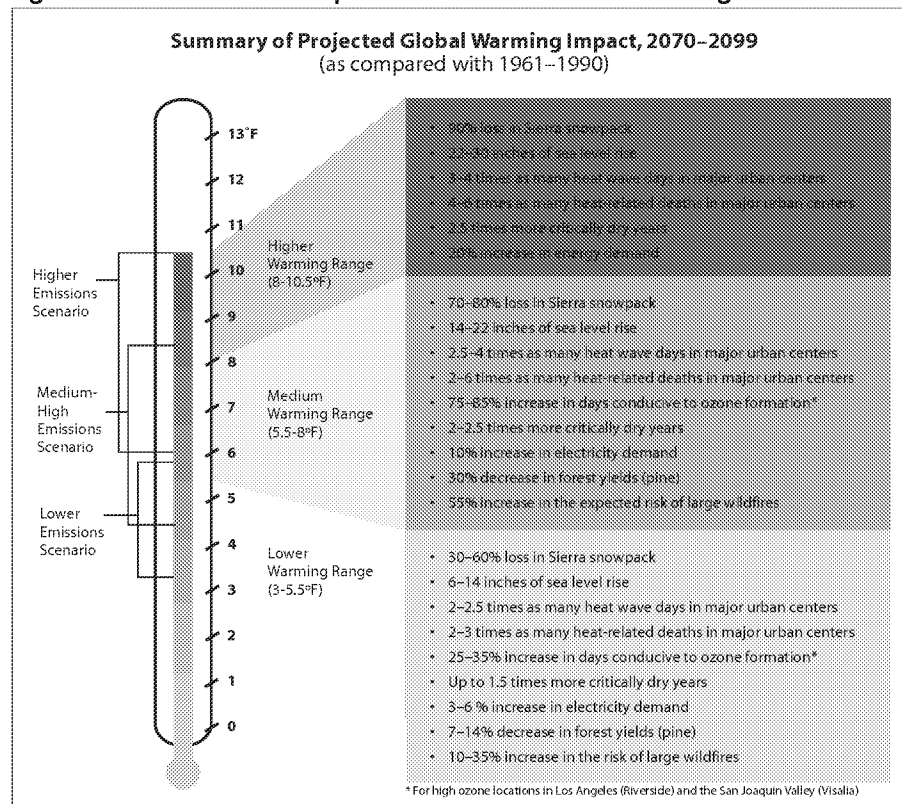 Summary of Projected Global Warming Impact, 2070–2099
(as compared with 1961–1990)
13°F
12
11
10
9
8
7
6
5
4
3
2
1
0
Higher
Emissions
Scenario
Medium-
High
Emissions
Scenario
Lower
Emissions
Scenario
Higher
Warming Range
(8-10.5ºF)
Medium
Warming Range
(5.5-8ºF)
Lower
Warming Range
(3-5.5ºF)
• 90% loss in Sierra snowpack
• 22–30 inches of sea level rise
• 3–4 times as many heat wave days in major urban centers
• 4–6 times as many heat-related deaths in major urban centers
• 2.5 times more critically dry years
• 20% increase in energy demand
• 70–80% loss in Sierra snowpack
• 14–22 inches of sea level rise
• 2.5–4 times as many heat wave days in major urban centers
• 2–6 times as many heat-related deaths in major urban centers
• 75–85% increase in days conducive to ozone formation*
• 2–2.5 times more critically dry years
• 10% increase in electricity demand
• 30% decrease in forest yields (pine)
• 55% increase in the expected risk of large wildfires
• 30–60% loss in Sierra snowpack
• 6–14 inches of sea level rise
• 2–2.5 times as many heat wave days in major urban centers
• 2–3 times as many heat-related deaths in major urban centers
• 25–35% increase in days conducive to ozone formation*
• Up to 1.5 times more critically dry years
• 3–6 % increase in electricity demand
• 7–14% decrease in forest yields (pine)
• 10–35% increase in the risk of large wildfires
* For high ozone locations in Los Angeles (Riverside) and the San Joaquin Valley (Visalia)